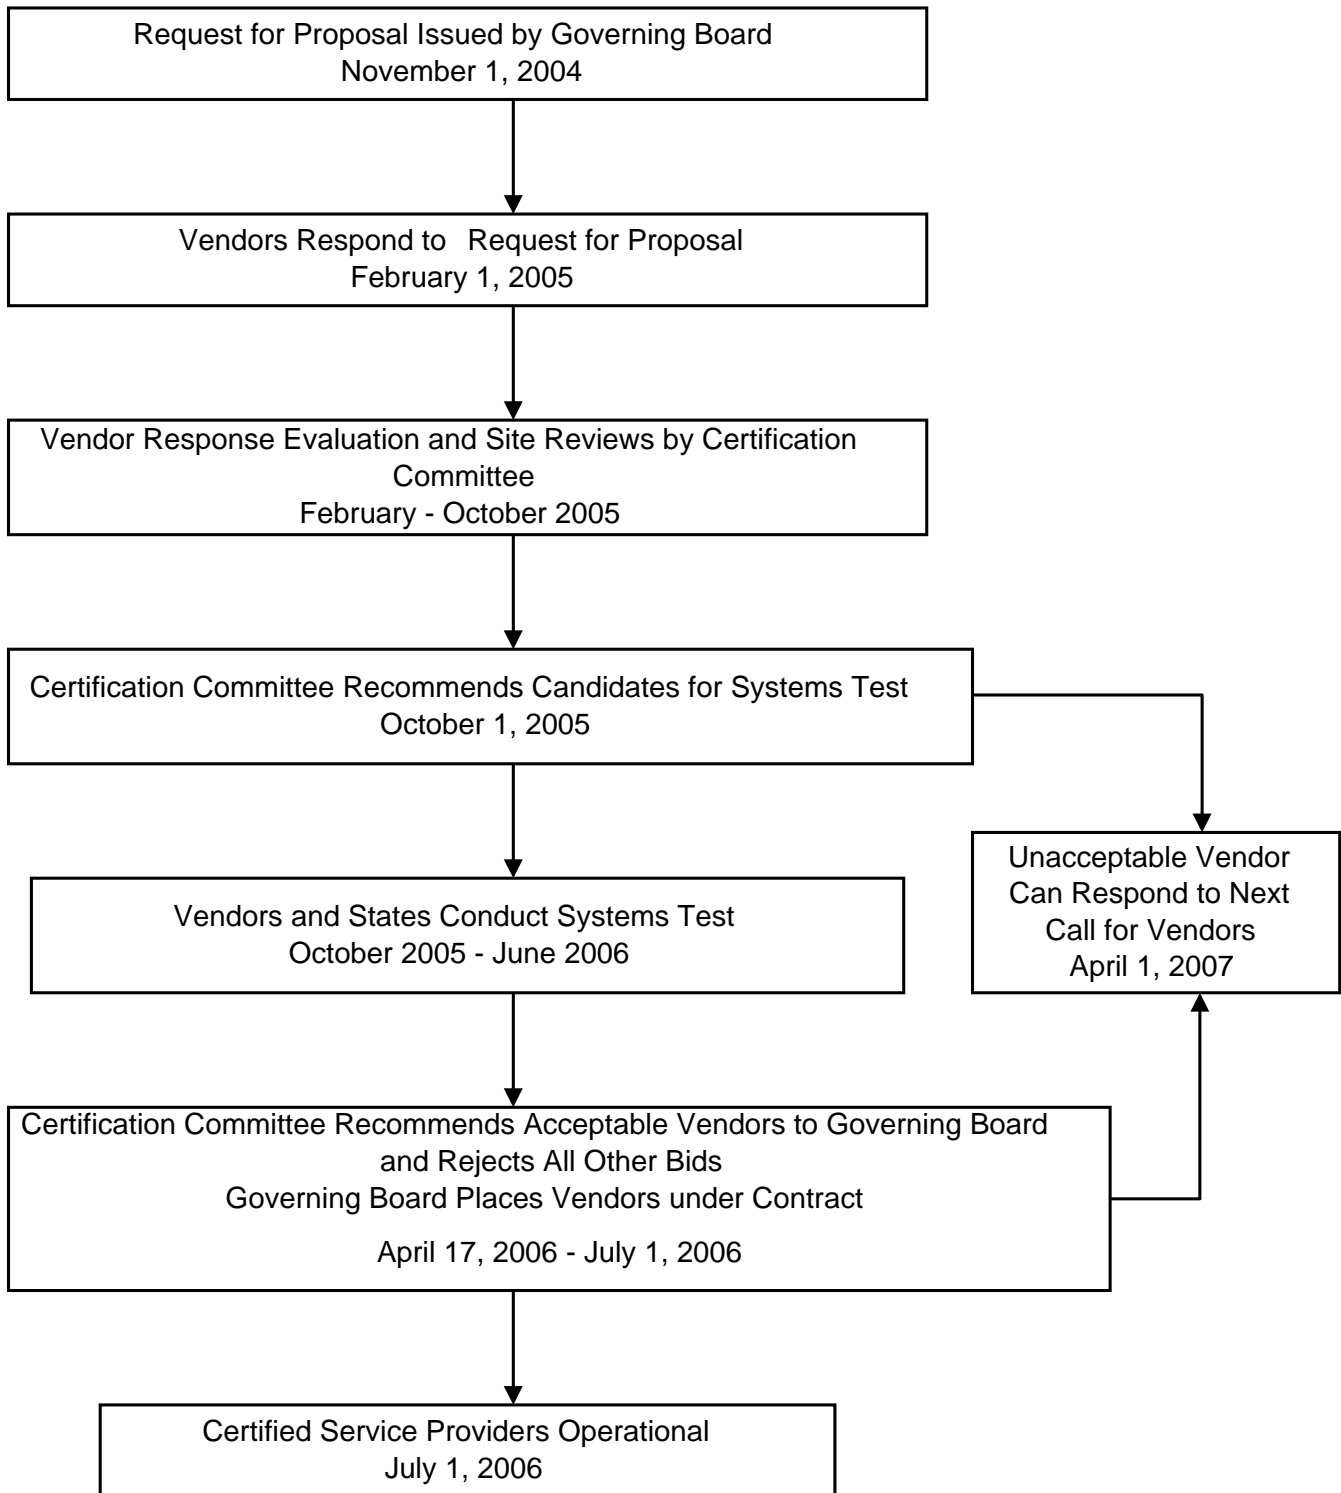 Request for Proposal Issued by Governing Board
November 1, 2004
Vendors Respond to Request for Proposal
February 1, 2005
Vendor Response Evaluation and Site Reviews by Certification
Committee
February - October 2005
Certification Committee Recommends Candidates for Systems Test
October 1, 2005
Unacceptable Vendor
Can Respond to Next
Call for Vendors
April 1, 2007
Vendors and States Conduct Systems Test
October 2005 - June 2006
Certification Committee Recommends Acceptable Vendors to Governing Board
and Rejects All Other Bids
Governing Board Places Vendors under Contract
April 17, 2006 - July 1, 2006
Certified Service Providers Operational
July 1, 2006